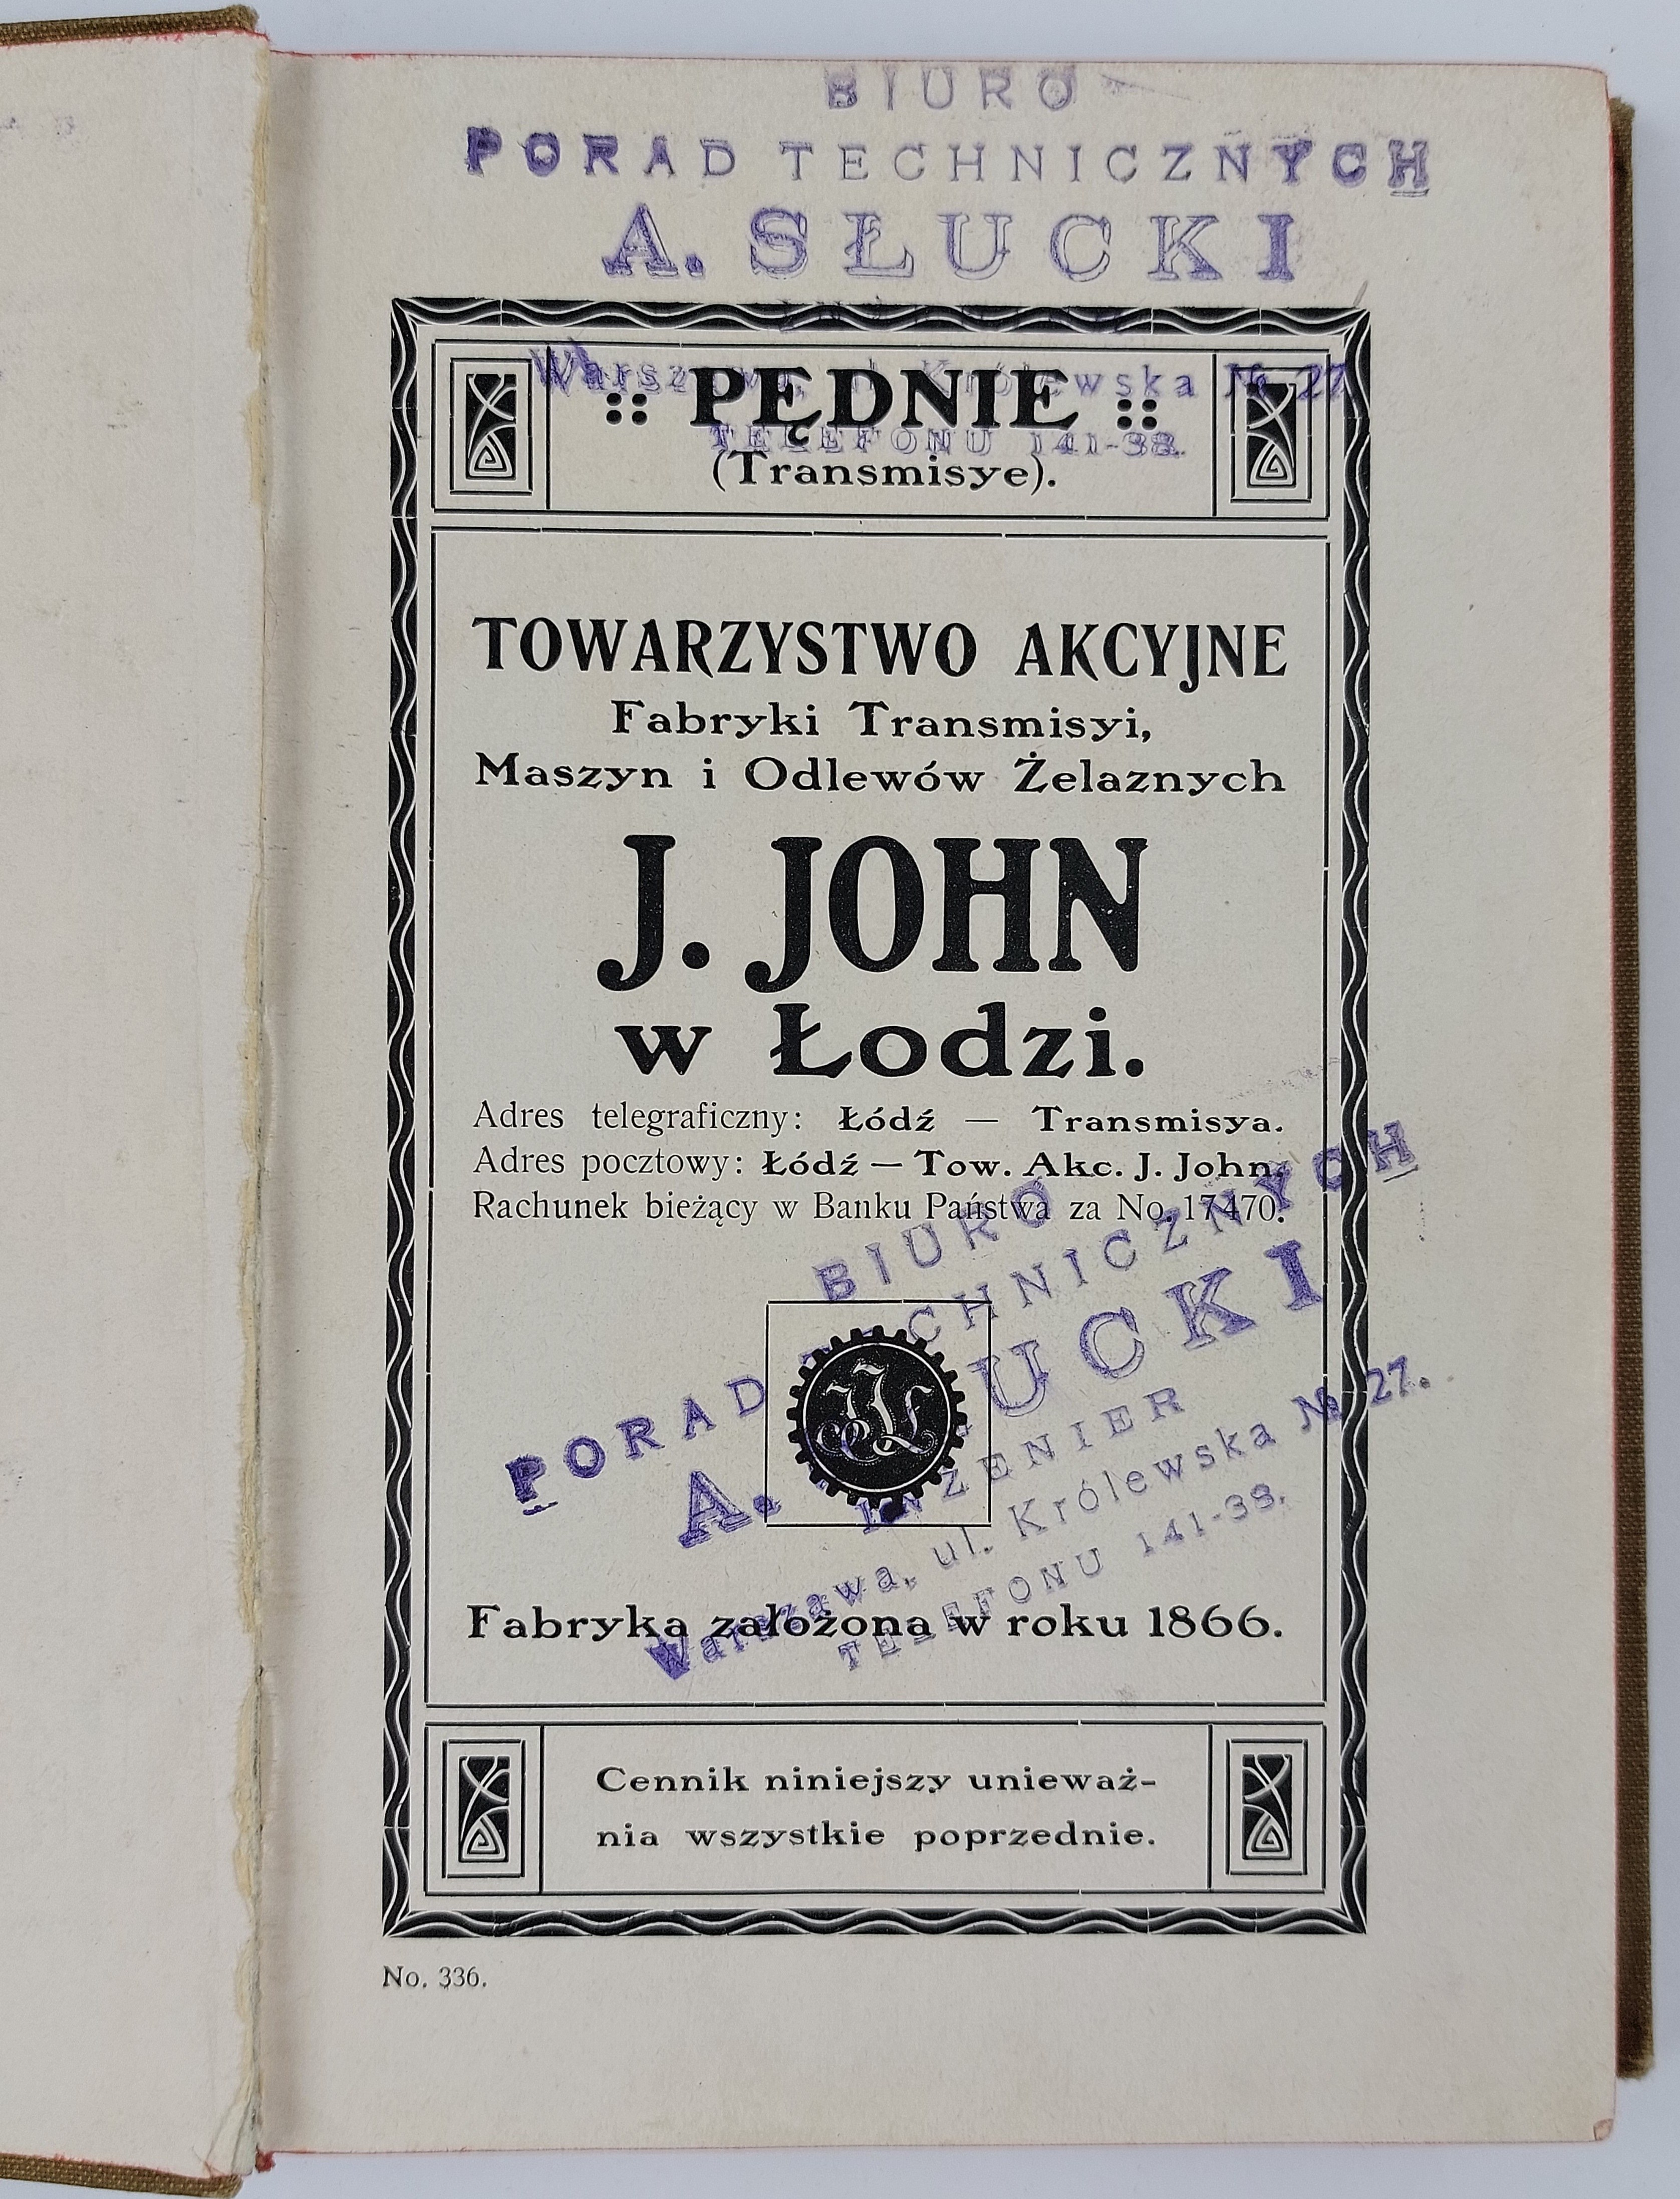 BIURO
PORAD TECHNICZNYCH
A. SŁUCKI
INŻENIER
Warszawa, ul. Królewska № 27.
PĘDNIE
TELEFONU 141-38.
(Transmisye).
TOWARZYSTWO AKCYJNE
Fabryki Transmisyi,
Maszyn i Odlewów Żelaznych
J. JOHN
w Łodzi.
Adres telegraficzny: Łódź — Transmisya.
Adres pocztowy: Łódź — Tow. Akc. J. John.
Rachunek bieżący w Banku Państwa za No. 17470.
BIURO
PORAD TECHNICZNYCH
A. SŁUCKI
INŻENIER
Warszawa, ul. Królewska № 27.
TELEFONU 141-38.
Fabryka założona w roku 1866.
Cennik niniejszy unieważ-
nia wszystkie poprzednie.
No. 336.